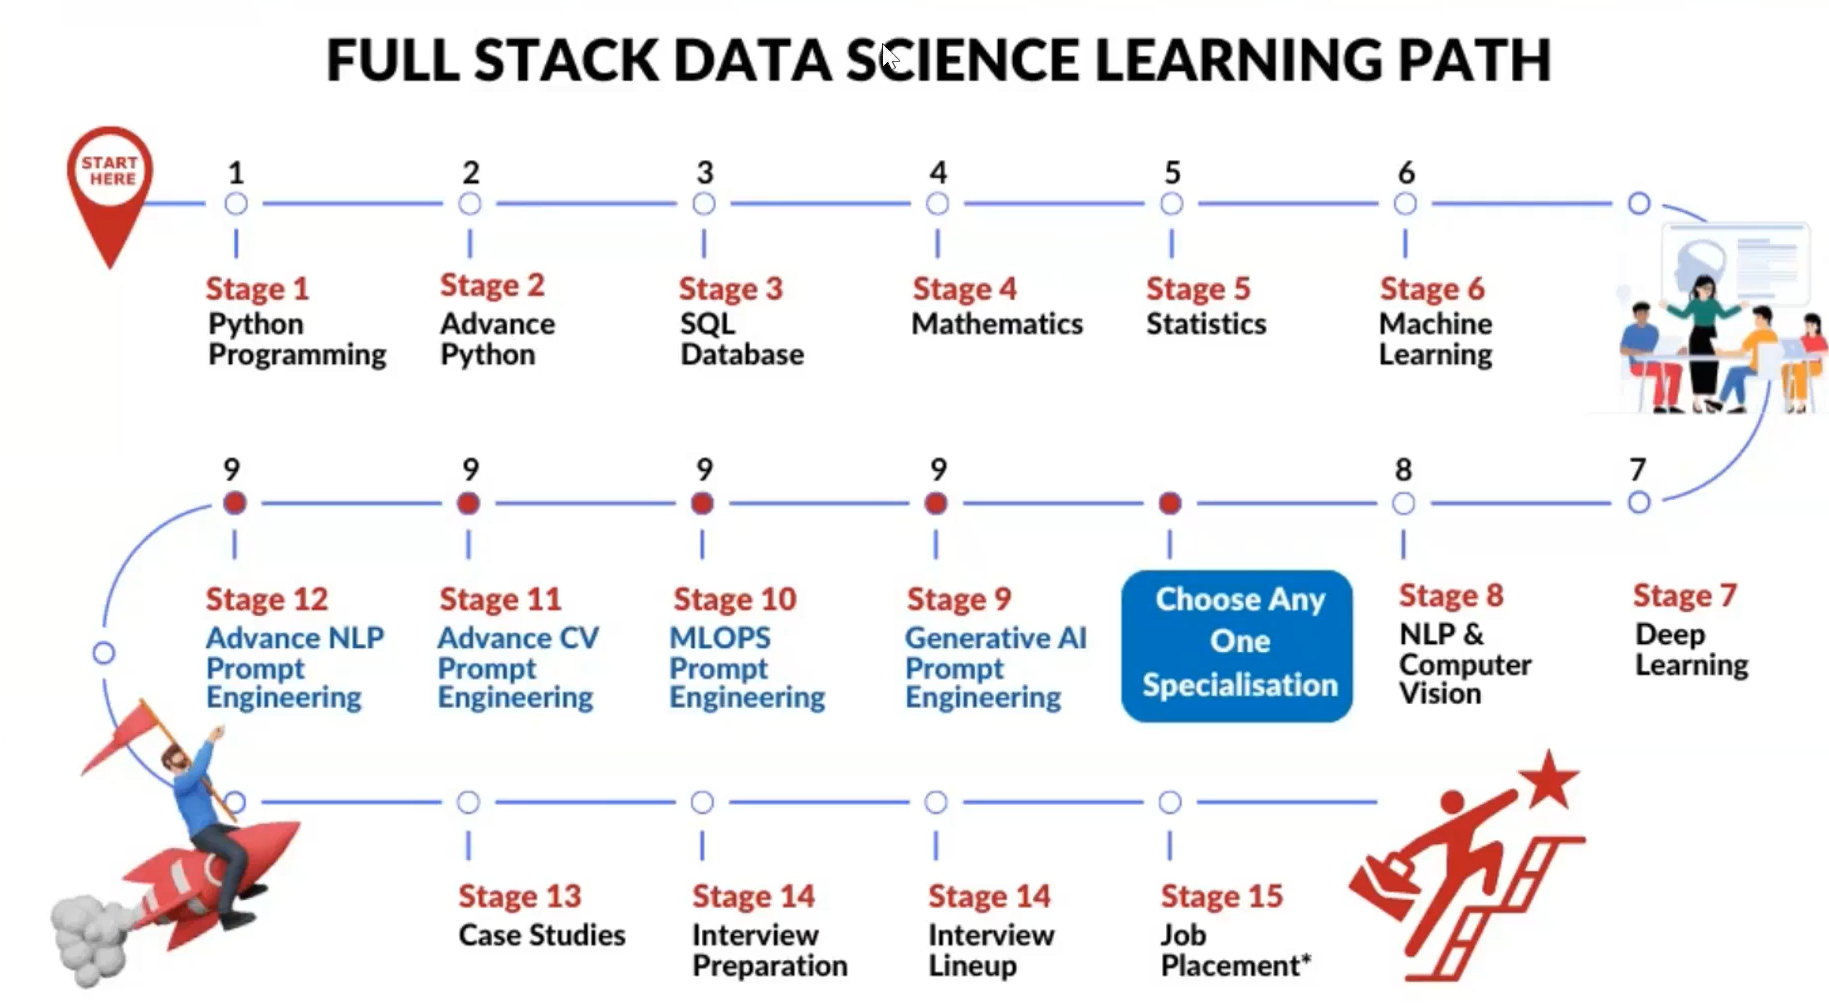 FULL STACK DATA SCIENCE LEARNING PATH
START
HERE
1
2
3
4
5
6
Stage 1
Python
Programming
Stage 2
Advance
Python
Stage 3
SQL
Database
Stage 4
Mathematics
Stage 5
Statistics
Stage 6
Machine
Learning
7
8
9
9
9
9
Stage 7
Deep
Learning
Stage 8
NLP &
Computer
Vision
Choose Any
One
Specialisation
Stage 9
Generative AI
Prompt
Engineering
Stage 10
MLOPS
Prompt
Engineering
Stage 11
Advance CV
Prompt
Engineering
Stage 12
Advance NLP
Prompt
Engineering
Stage 13
Case Studies
Stage 14
Interview
Preparation
Stage 14
Interview
Lineup
Stage 15
Job
Placement*